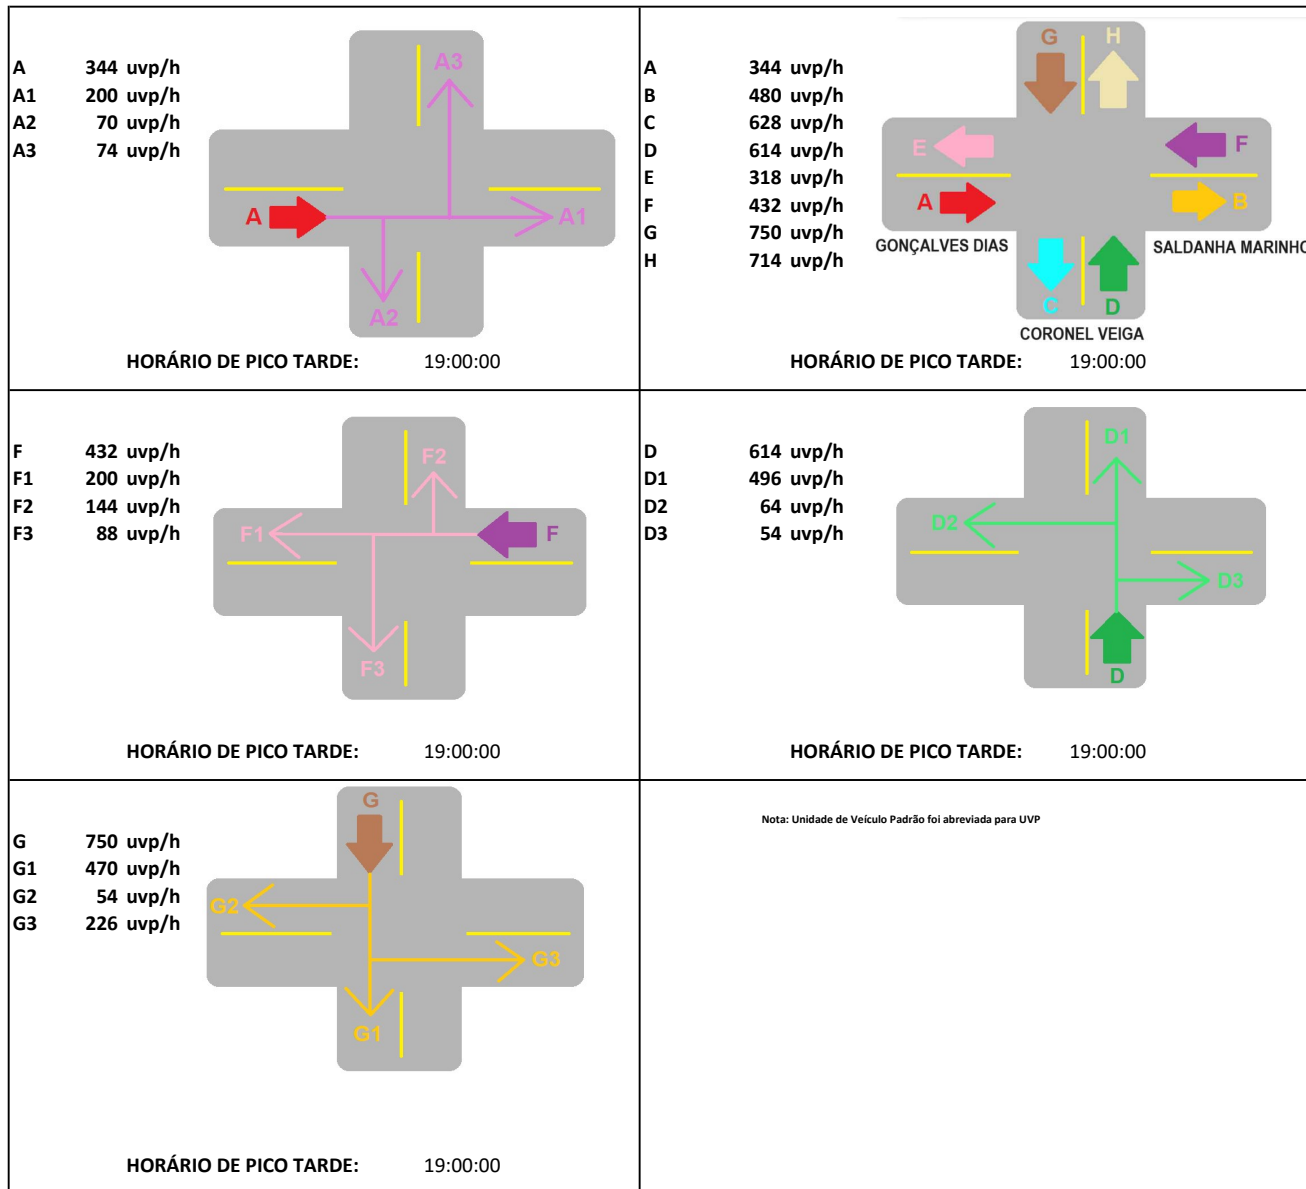 A 344 uvp/h
A1 200 uvp/h
A2 70 uvp/h
A3 74 uvp/h
A3
A
A1
A2
HORÁRIO DE PICO TARDE: 19:00:00
A 344 uvp/h
B 480 uvp/h
C 628 uvp/h
D 614 uvp/h
E 318 uvp/h
F 432 uvp/h
G 750 uvp/h
H 714 uvp/h
G H
E F
A B
GONÇALVES DIAS SALDANHA MARINHO
C D
CORONEL VEIGA
HORÁRIO DE PICO TARDE: 19:00:00
F 432 uvp/h
F1 200 uvp/h
F2 144 uvp/h
F3 88 uvp/h
F2
F1 F
F3
HORÁRIO DE PICO TARDE: 19:00:00
D 614 uvp/h
D1 496 uvp/h
D2 64 uvp/h
D3 54 uvp/h
D1
D2
D3
D
HORÁRIO DE PICO TARDE: 19:00:00
G 750 uvp/h
G1 470 uvp/h
G2 54 uvp/h
G3 226 uvp/h
G
G2
G3
G1
HORÁRIO DE PICO TARDE: 19:00:00
Nota: Unidade de Veículo Padrão foi abreviada para UVP